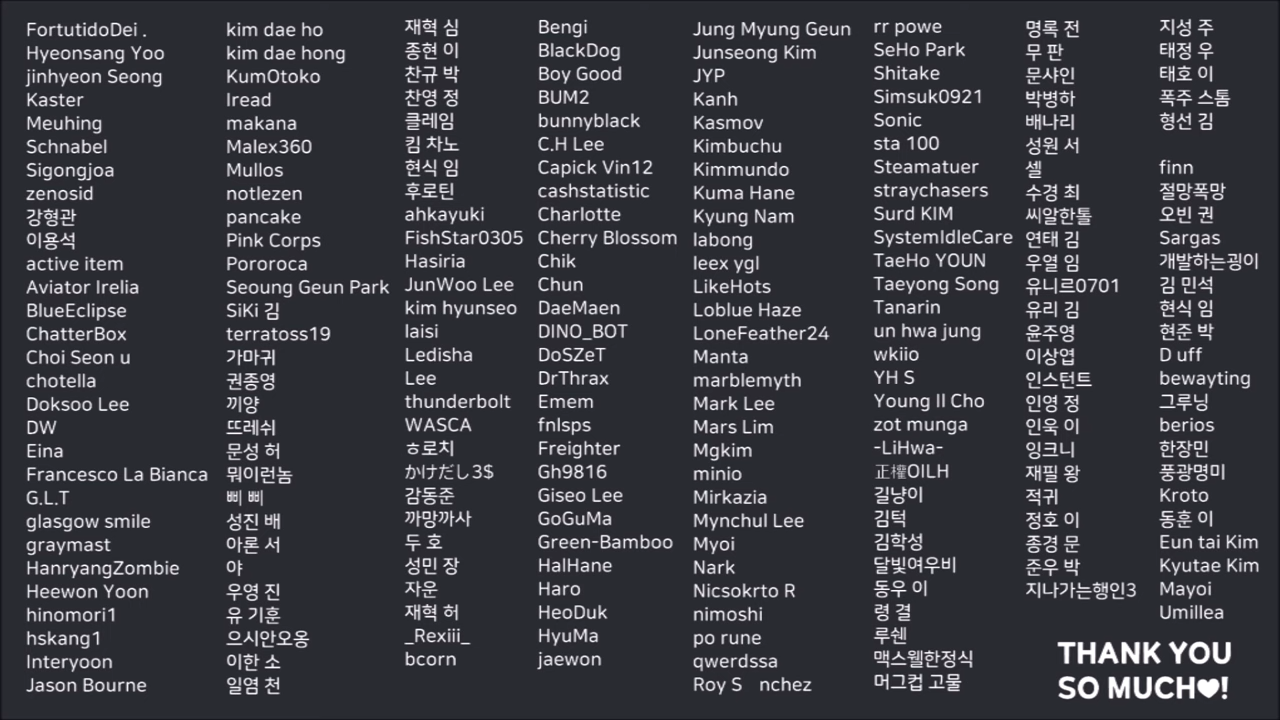 FortutidoDei .
Hyeonsang Yoo
jinhyeon Seong
Kaster
Meuhing
Schnabel
Sigongjoa
zenosid
강형관
이용석
active item
Aviator Irelia
BlueEclipse
ChatterBox
Choi Seon u
chotella
Doksoo Lee
DW
Eina
Francesco La Bianca
G.L.T
glasgow smile
graymast
HanryangZombie
Heewon Yoon
hinomori1
hskang1
Interyoon
Jason Bourne
kim dae ho
kim dae hong
KumOtoko
lread
makana
Malex360
Mullos
notlezen
pancake
Pink Corps
Pororoca
Seoung Geun Park
SiKi 김
terratoss19
가마귀
권종영
끼양
뜨레쉬
문성 허
뭐이런놈
삐 삐
성진 배
아론 서
야
우영 진
유 기훈
으시안오옹
이한 소
일염 천
재혁 심
종현 이
찬규 박
찬영 정
클레임
킴 차노
현식 임
후로틴
ahkayuki
FishStar0305
Hasiria
JunWoo Lee
kim hyunseo
laisi
Ledisha
Lee
thunderbolt
WASCA
ㅎ로치
かけだし3$
감동준
까망까사
두 호
성민 장
자운
재혁 허
_Rexiii_
bcorn
Bengi
BlackDog
Boy Good
BUM2
bunnyblack
C.H Lee
Capick Vin12
cashstatistic
Charlotte
Cherry Blossom
Chik
Chun
DaeMaen
DINO_BOT
DoSZeT
DrThrax
Emem
fnlsps
Freighter
Gh9816
Giseo Lee
GoGuMa
Green-Bamboo
HalHane
Haro
HeoDuk
HyuMa
jaewon
Jung Myung Geun
Junseong Kim
JYP
Kanh
Kasmov
Kimbuchu
Kimmundo
Kuma Hane
Kyung Nam
labong
leex ygl
LikeHots
Loblue Haze
LoneFeather24
Manta
marblemyth
Mark Lee
Mars Lim
Mgkim
minio
Mirkazia
Mynchul Lee
Myoi
Nark
Nicsokrto R
nimoshi
po rune
qwerdssa
Roy S nchez
rr powe
SeHo Park
Shitake
Simsuk0921
Sonic
sta 100
Steamatuer
straychasers
Surd KIM
SystemIdleCare
TaeHo YOUN
Taeyong Song
Tanarin
un hwa jung
wkiio
YH S
Young Il Cho
zot munga
-LiHwa-
正權OILH
길냥이
김턱
김학성
달빛여우비
동우 이
령 결
루쉔
맥스웰한정식
머그컵 고물
명록 전
무 판
문샤인
박병하
배나리
성원 서
셸
수경 최
씨알한톨
연태 김
우열 임
유니르0701
유리 김
윤주영
이상엽
인스턴트
인영 정
인욱 이
잉크니
재필 왕
적귀
정호 이
종경 문
준우 박
지나가는행인3
지성 주
태정 우
태호 이
폭주 스톰
형선 김
finn
절망폭망
오빈 권
Sargas
개발하는굉이
김 민석
현식 임
현준 박
D uff
bewayting
그루닝
berios
한장민
풍광명미
Kroto
동훈 이
Eun tai Kim
Kyutae Kim
Mayoi
Umillea
THANK YOU
SO MUCH♥!